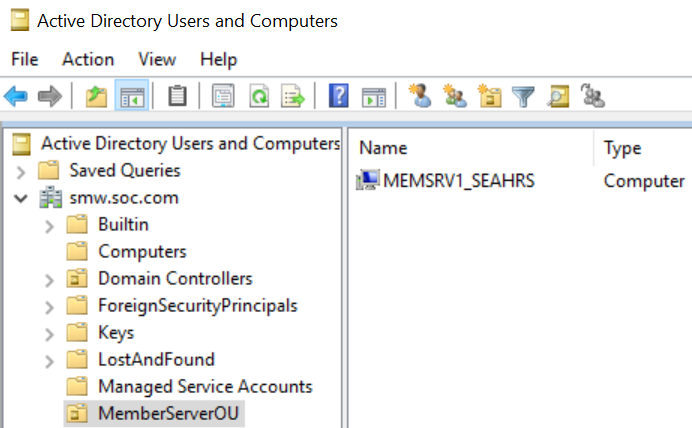 Active Directory Users and Computers
File Action View Help
Active Directory Users and Computers
Saved Queries
smw.soc.com
Builtin
Computers
Domain Controllers
ForeignSecurityPrincipals
Keys
LostAndFound
Managed Service Accounts
MemberServerOU
Name Type
MEMSRV1_SEAHRS Computer